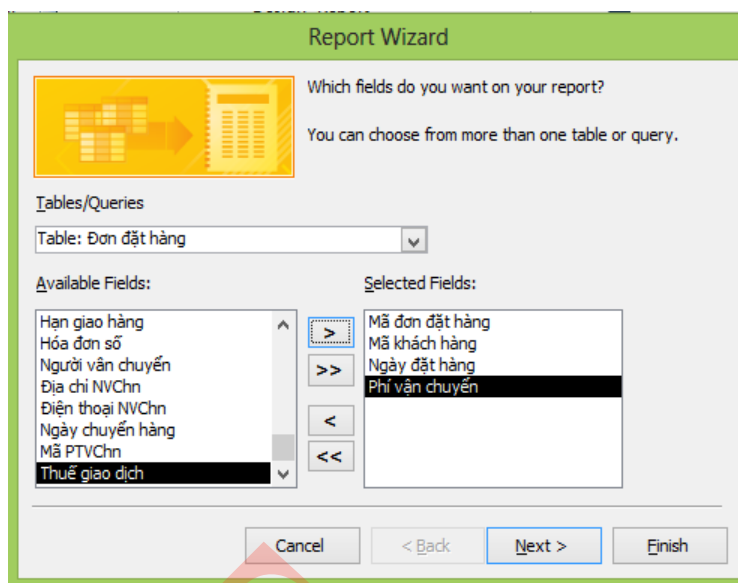 Report Wizard
Which fields do you want on your report?
You can choose from more than one table or query.
Tables/Queries
Table: Đơn đặt hàng
Available Fields:
Selected Fields:
Hạn giao hàng
Hóa đơn số
Người vân chuyển
Địa chỉ NVChn
Điện thoại NVChn
Ngày chuyển hàng
Mã PTVChn
Thuế giao dịch
>
>>
<
<<
Mã đơn đặt hàng
Mã khách hàng
Ngày đặt hàng
Phí vận chuyển
Cancel
< Back
Next >
Finish